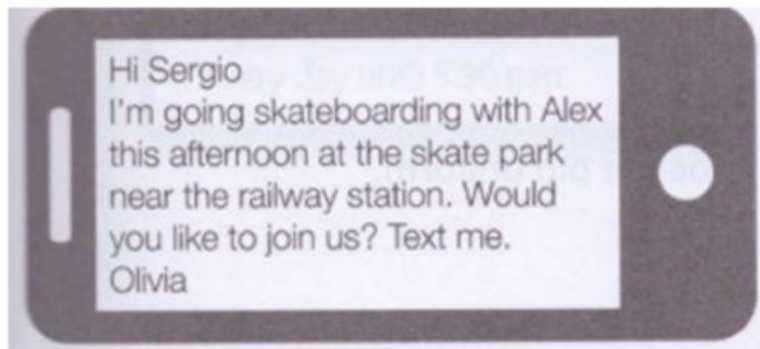 Hi Sergio
I'm going skateboarding with Alex
this afternoon at the skate park
near the railway station. Would
you like to join us? Text me.
Olivia